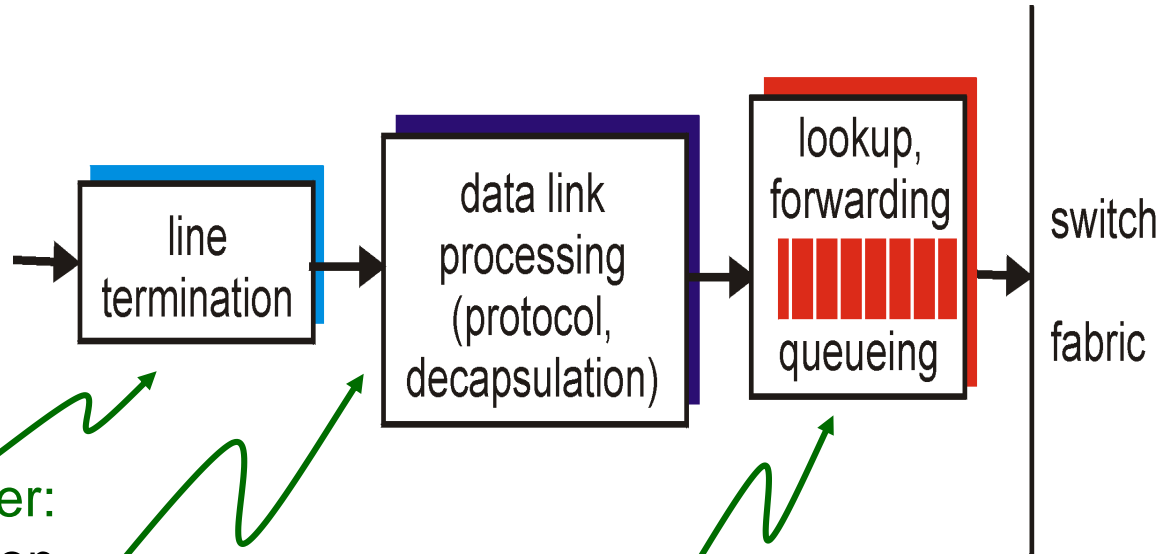 line
termination
data link
processing
(protocol,
decapsulation)
lookup,
forwarding
queueing
switch
fabric
er: